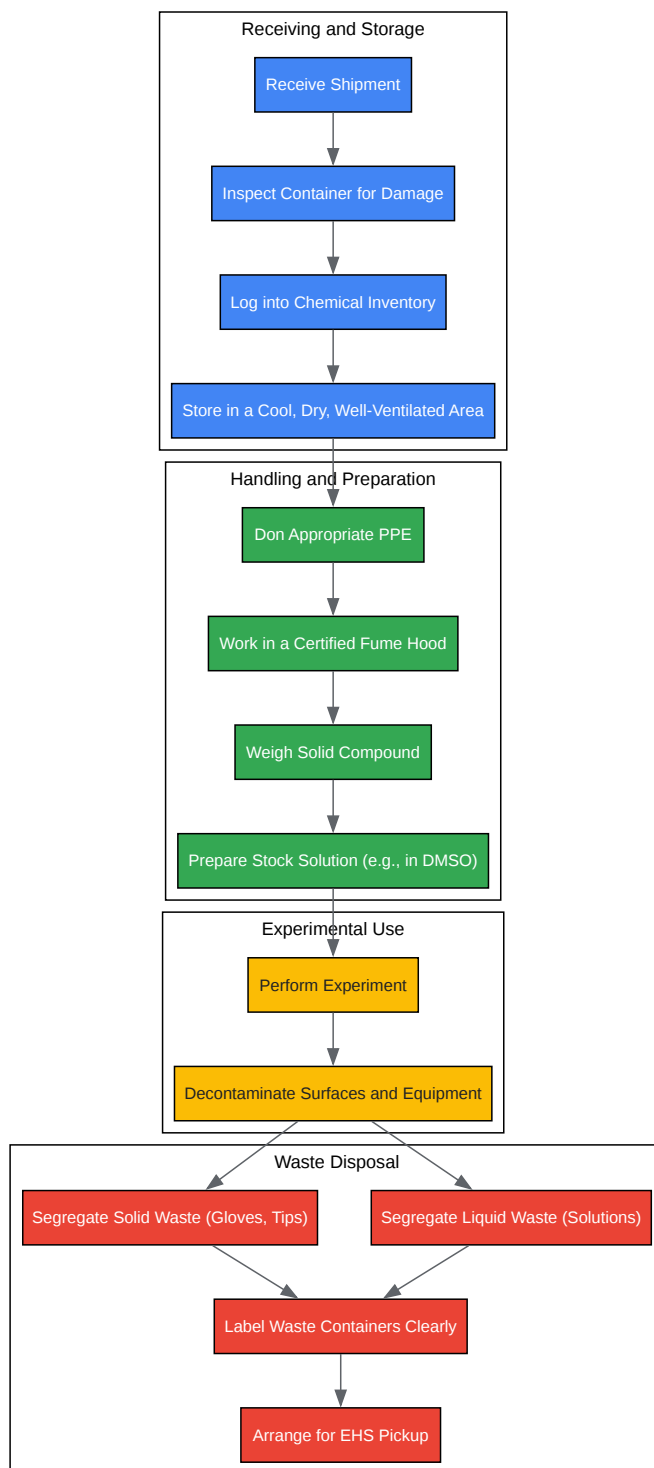 Receiving and Storage
Receive Shipment
Inspect Container for Damage
Log into Chemical Inventory
Store in a Cool, Dry, Well-Ventilated Area
Handling and Preparation
Don Appropriate PPE
Work in a Certified Fume Hood
Weigh Solid Compound
Prepare Stock Solution (e.g., in DMSO)
Experimental Use
Perform Experiment
Decontaminate Surfaces and Equipment
Waste Disposal
Segregate Solid Waste (Gloves, Tips)
Segregate Liquid Waste (Solutions)
Label Waste Containers Clearly
Arrange for EHS Pickup